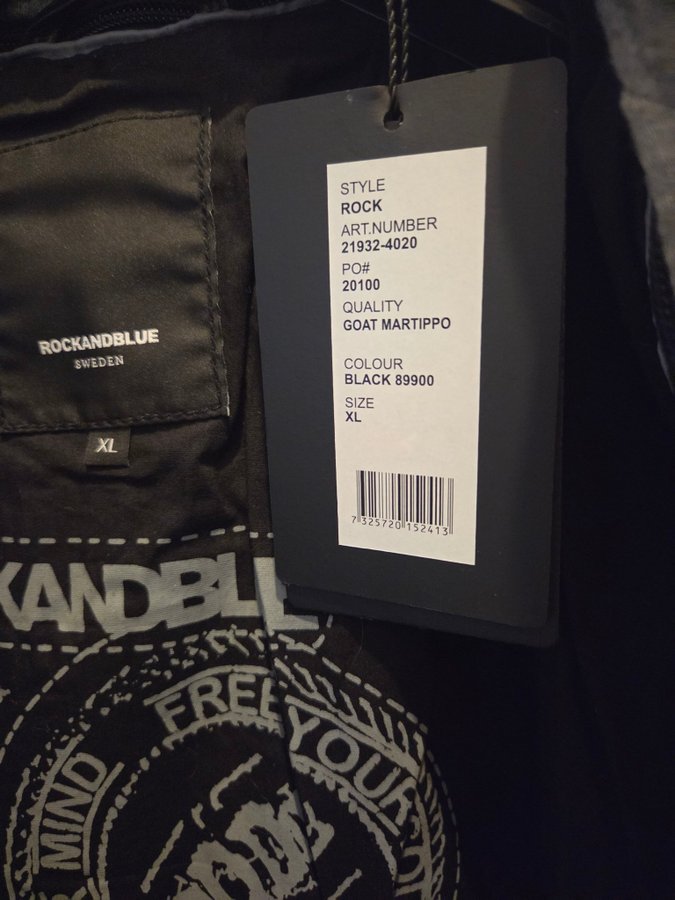 ROCKANDBLUE
SWEDEN
XL
STYLE
ROCK
ART.NUMBER
21932-4020
PO#
20100
QUALITY
GOAT MARTIPPO
COLOUR
BLACK 89900
SIZE
XL
7 325720 152413
KANDBLU
FREE YOUR
MIND